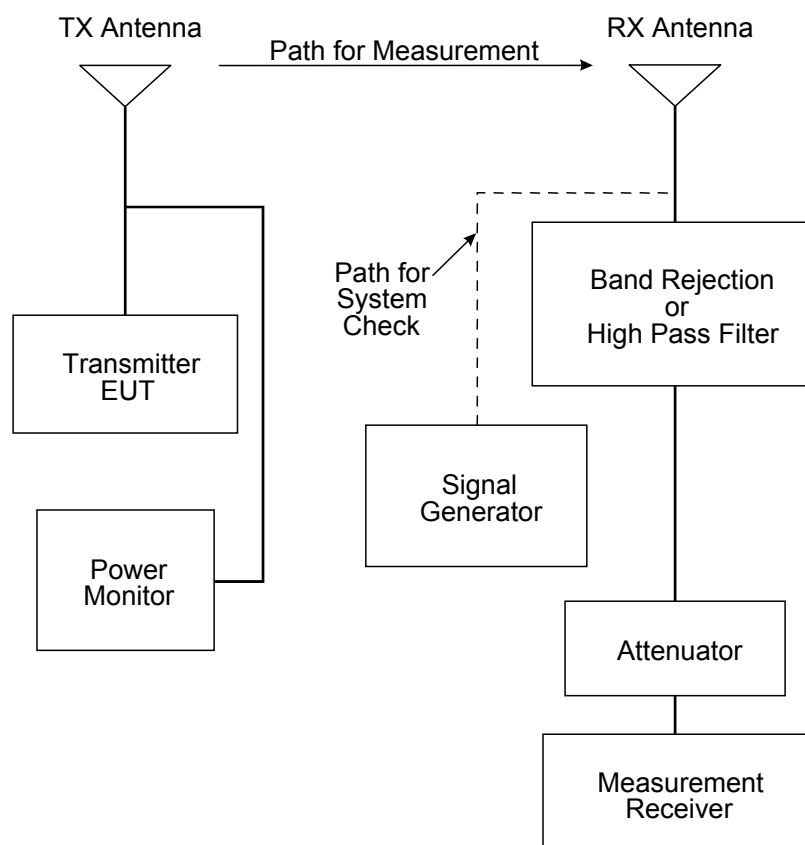 TX Antenna
Path for Measurement
RX Antenna
Path for
System
Check
Band Rejection
or
High Pass Filter
Transmitter
EUT
Signal
Generator
Power
Monitor
Attenuator
Measurement
Receiver